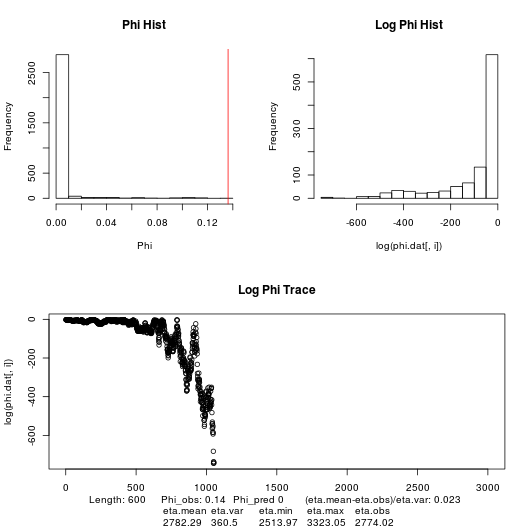 Phi Hist
Log Phi Hist
Frequency
0 500 1500 2500
0.00 0.04 0.08 0.12
Phi
Frequency
0 100 300 500
-600 -400 -200 0
log(phi.dat[, i])
Log Phi Trace
log(phi.dat[, i])
0 -200 -400 -600
0 500 1000 1500 2000 2500 3000
Length: 600 Phi_obs: 0.14 Phi_pred 0 (eta.mean-eta.obs)/eta.var: 0.023
eta.mean eta.var eta.min eta.max eta.obs
2782.29 360.5 2513.97 3323.05 2774.02